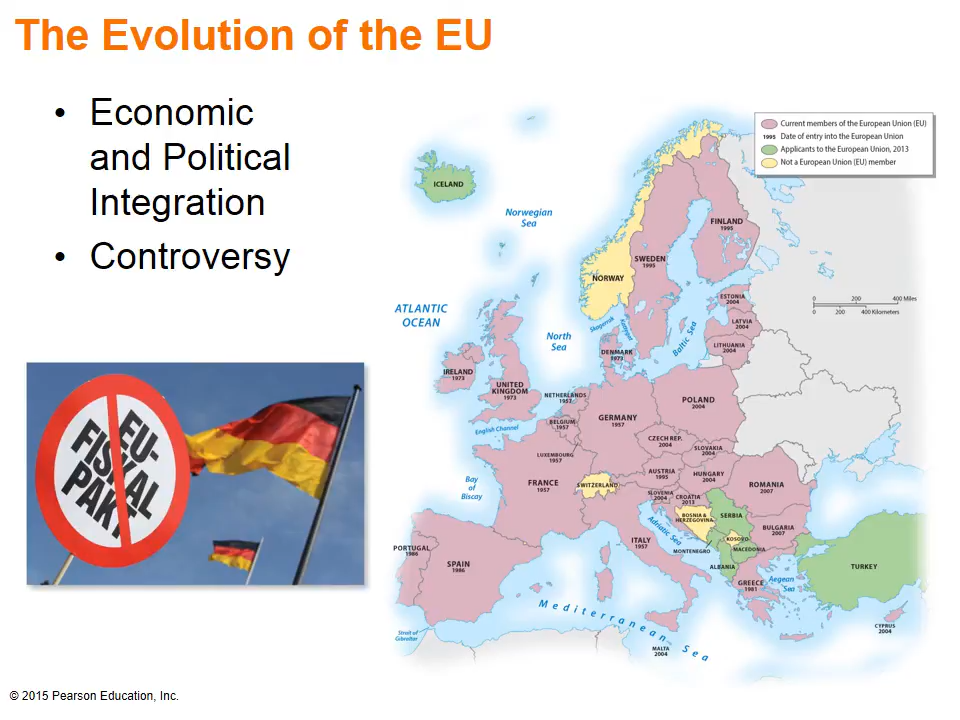 The Evolution of the EU
• Economic
and Political
Integration
• Controversy
EU-
FISKAL
PAKT
Current members of the European Union (EU)
1995 Date of entry into the European Union
Applicants to the European Union, 2013
Not a European Union (EU) member
ICELAND
Norwegian
Sea
FINLAND
1995
SWEDEN
1995
NORWAY
0 200 400 Miles
0 200 400 Kilometers
ATLANTIC
OCEAN
ESTONIA
2004
LATVIA
2004
LITHUANIA
2004
Skagerrak
Kattegat
Baltic Sea
North
Sea
DENMARK
1973
IRELAND
1973
UNITED
KINGDOM
1973
NETHERLANDS
1957
POLAND
2004
GERMANY
1957
BELGIUM
1957
English Channel
CZECH REP.
2004
SLOVAKIA
2004
LUXEMBOURG
1957
AUSTRIA
1995
HUNGARY
2004
FRANCE
1957
SWITZERLAND
ROMANIA
2007
Bay
of
Biscay
SLOVENIA
2004
CROATIA
2013
BOSNIA &
HERZEGOVINA
SERBIA
Adriatic Sea
BULGARIA
2007
ITALY
1957
KOSOVO
MONTENEGRO
MACEDONIA
PORTUGAL
1986
SPAIN
1986
ALBANIA
TURKEY
GREECE
1981
Aegean
Sea
Mediterranean Sea
Strait of
Gibraltar
CYPRUS
2004
MALTA
2004
© 2015 Pearson Education, Inc.